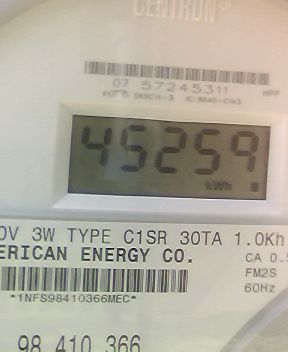 CENTRON®
07 57245311
45259
kWh
0V 3W TYPE C1SR 30TA 1.0Kh
ERICAN ENERGY CO.
CA 0.5
FM2S
*1NFS98410366MEC*
60Hz
98 410 366